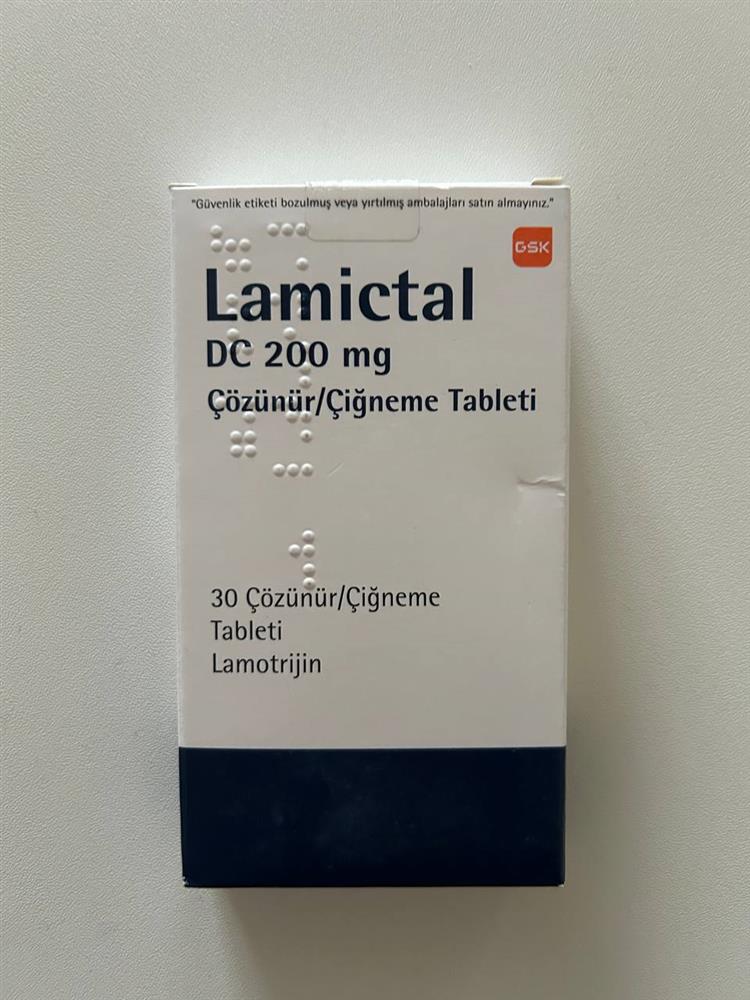 "Güvenlik etiketi bozulmuş veya yırtılmış ambalajları satın almayınız."
GSK
Lamictal
DC 200 mg
Çözünür/Çiğneme Tableti
30 Çözünür/Çiğneme
Tableti
Lamotrijin